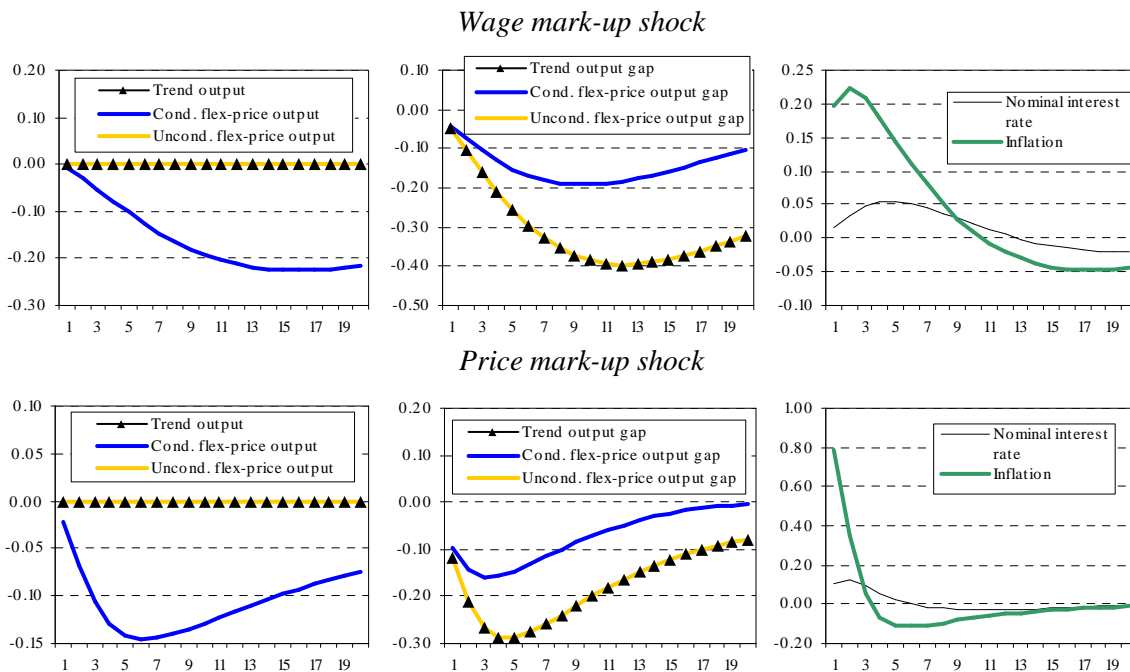 Wage mark-up shock
0.20
0.10
0.00
-0.10
-0.20
-0.30
Trend output
Cond. flex-price output
Uncond. flex-price output
1 3 5 7 9 11 13 15 17 19
0.10
0.00
-0.10
-0.20
-0.30
-0.40
-0.50
Trend output gap
Cond. flex-price output gap
Uncond. flex-price output gap
1 3 5 7 9 11 13 15 17 19
0.25
0.20
0.15
0.10
0.05
0.00
-0.05
-0.10
Nominal interest
rate
Inflation
1 3 5 7 9 11 13 15 17 19
Price mark-up shock
0.10
0.05
0.00
-0.05
-0.10
-0.15
Trend output
Cond. flex-price output
Uncond. flex-price output
1 3 5 7 9 11 13 15 17 19
0.20
0.10
0.00
-0.10
-0.20
-0.30
Trend output gap
Cond. flex-price output gap
Uncond. flex-price output gap
1 3 5 7 9 11 13 15 17 19
1.00
0.80
0.60
0.40
0.20
0.00
-0.20
Nominal interest
rate
Inflation
1 3 5 7 9 11 13 15 17 19